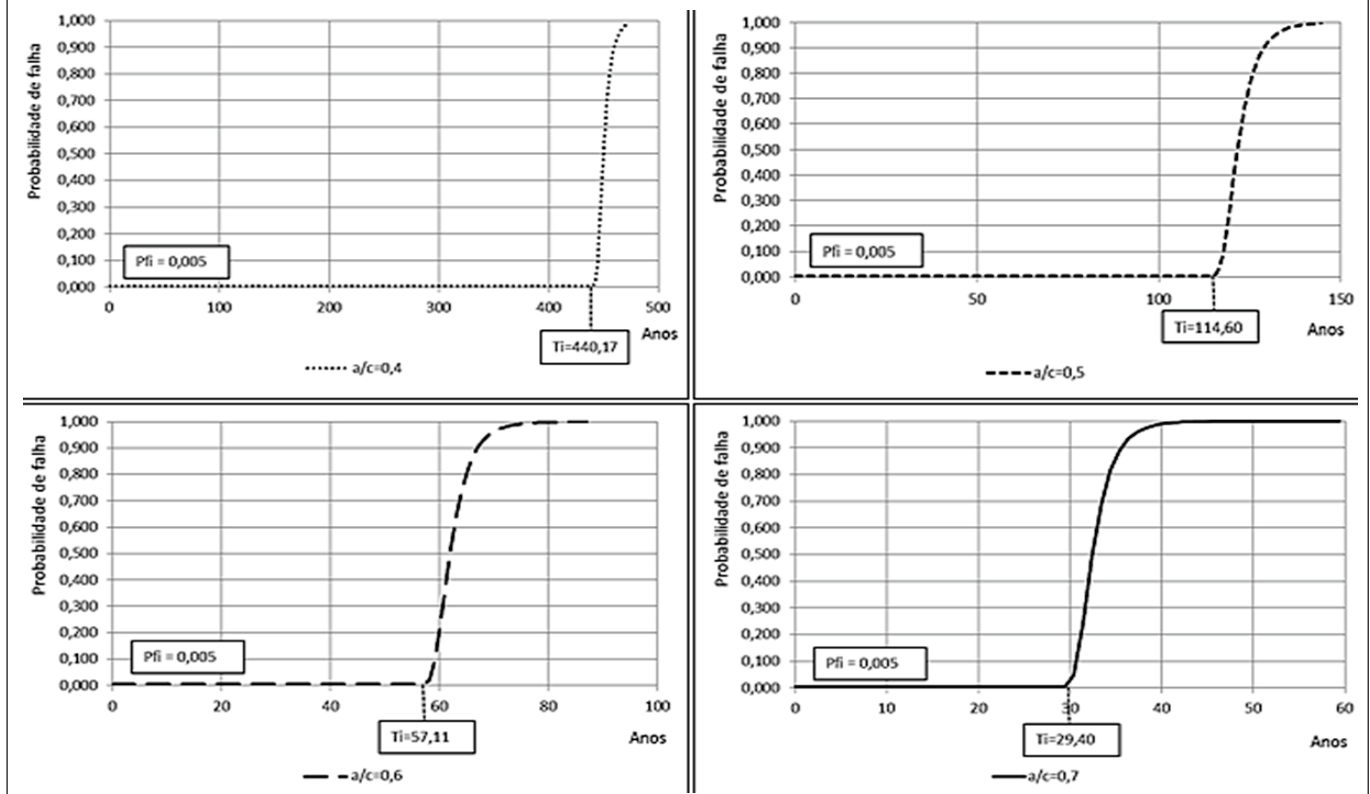 Probabilidade de falha
1,000
0,900
0,800
0,700
0,600
0,500
0,400
0,300
0,200
0,100
0,000
Pfi = 0,005
0 100 200 300 400 500
Anos
Ti=440,17
a/c=0,4
Probabilidade de falha
1,000
0,900
0,800
0,700
0,600
0,500
0,400
0,300
0,200
0,100
0,000
Pfi = 0,005
0 50 100 150
Anos
Ti=114,60
a/c=0,5
Probabilidade de falha
1,000
0,900
0,800
0,700
0,600
0,500
0,400
0,300
0,200
0,100
0,000
Pfi = 0,005
0 20 40 60 80 100
Anos
Ti=57,11
a/c=0,6
Probabilidade de falha
1,000
0,900
0,800
0,700
0,600
0,500
0,400
0,300
0,200
0,100
0,000
Pfi = 0,005
0 10 20 30 40 50 60
Anos
Ti=29,40
a/c=0,7